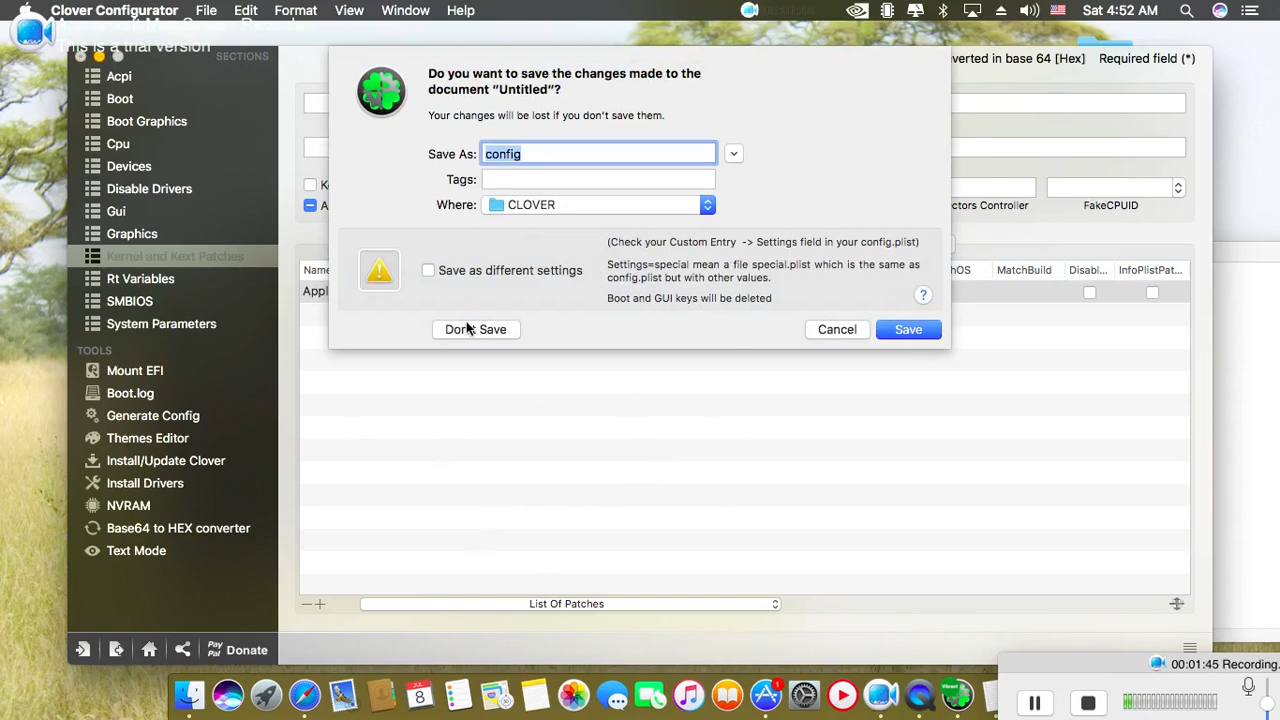 Clover Configurator File Edit Format View Window Help
Sat 4:52 AM
This is a trial version
SECTIONS
Acpi
Boot
Boot Graphics
Cpu
Devices
Disable Drivers
Gui
Graphics
Kernel and Kext Patches
Rt Variables
SMBIOS
System Parameters
TOOLS
Mount EFI
Boot.log
Generate Config
Themes Editor
Install/Update Clover
Install Drivers
NVRAM
Base64 to HEX converter
Text Mode
Pay Pal Donate
Do you want to save the changes made to the
document “Untitled”?
Your changes will be lost if you don't save them.
Save As: config
Tags:
Where: CLOVER
Save as different settings
(Check your Custom Entry -> Settings field in your config.plist)
Settings=special mean a file special.plist which is the same as
config.plist but with other values.
Boot and GUI keys will be deleted
?
Save Cancel Save
verted in base 64 [Hex] Required field (*)
ctors Controller FakeCPUID
Name
MatchBuild Disabl... InfoPlistPat...
Appl
List Of Patches
8
1
00:01:45 Recording.